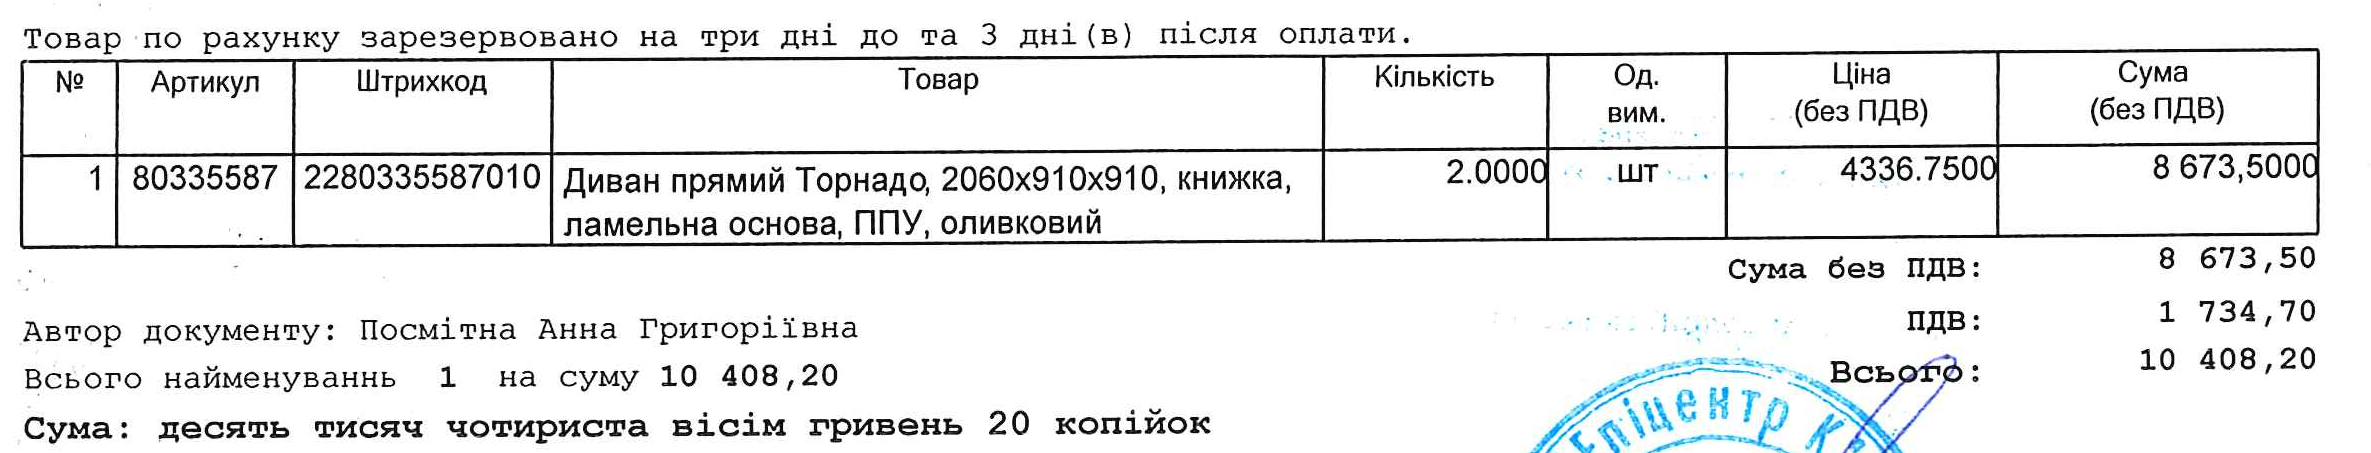 Товар по рахунку зарезервовано на три дні до та 3 дні(в) після оплати.
№ Артикул Штрихкод Товар Кількість Од. вим. Ціна (без ПДВ) Сума (без ПДВ)
1 80335587 2280335587010 Диван прямий Торнадо, 2060х910х910, книжка, 2.0000 шт 4336.7500 8 673,5000
ламельна основа, ППУ, оливковий
Сума без ПДВ: 8 673,50
Автор документу: Посмітна Анна Григоріївна ПДВ: 1 734,70
Всього найменуваннь 1 на суму 10 408,20 Всього: 10 408,20
Сума: десять тисяч чотириста вісім гривень 20 копійок
Епіцентр К